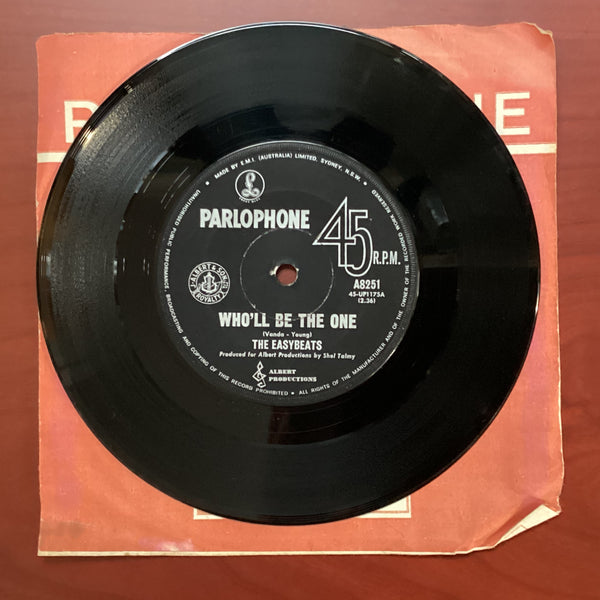 MADE BY E.M.I. (AUSTRALIA) LIMITED, SYDNEY, N.S.W.
UNAUTHORISED PUBLIC PERFORMANCE, BROADCASTING AND COPYING OF THIS RECORD PROHIBITED • ALL RIGHTS OF THE MANUFACTURER AND OF THE OWNER OF THE RECORDED WORK RESERVED
PARLOPHONE
45
R.P.M.
J. ALBERT & SON
ROYALTY
A8251
45-UP1175A
(2.36)
WHO'LL BE THE ONE
(Vanda - Young)
THE EASYBEATS
Produced for Albert Productions by Shel Talmy
ALBERT
PRODUCTIONS